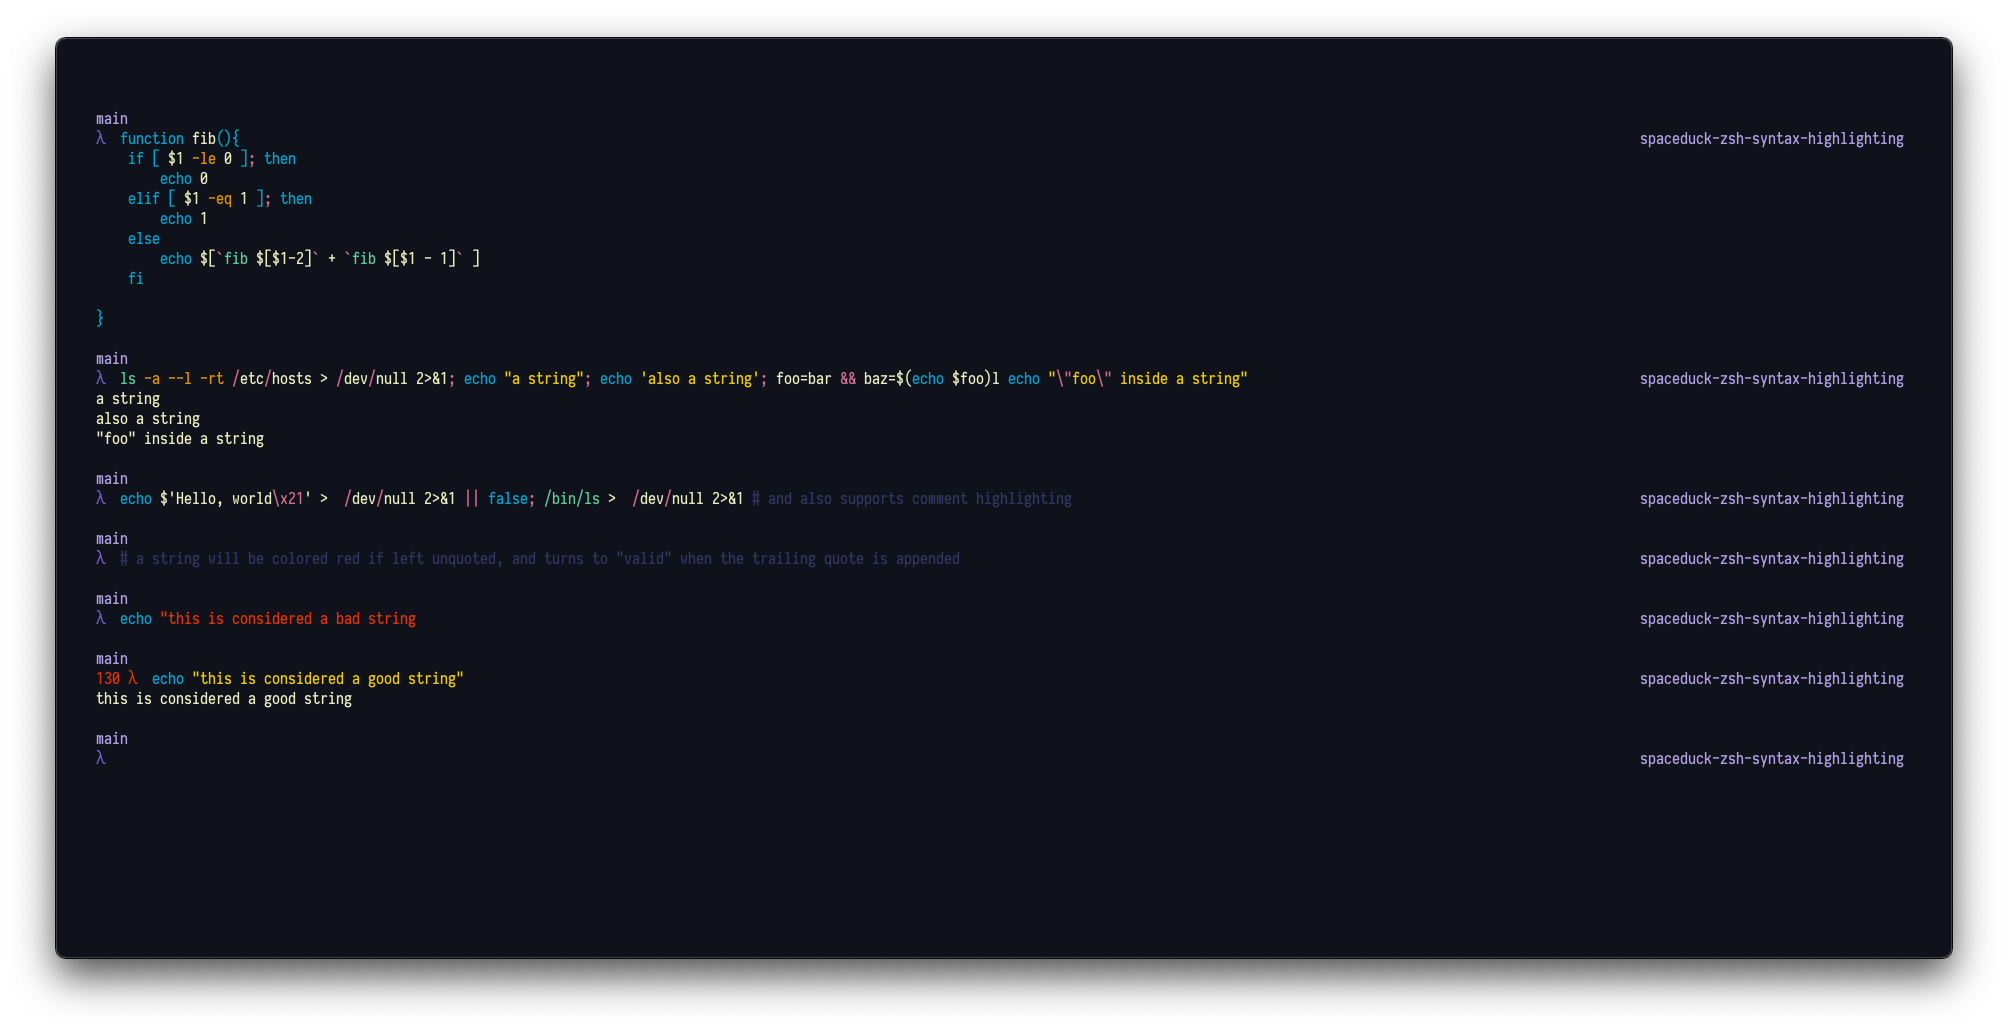 main
λ function fib(){ spaceduck-zsh-syntax-highlighting
if [ $1 -le 0 ]; then
echo 0
elif [ $1 -eq 1 ]; then
echo 1
else
echo $[`fib $[$1-2]` + `fib $[$1 - 1]` ]
fi
}
main
λ ls -a --l -rt /etc/hosts > /dev/null 2>&1; echo "a string"; echo 'also a string'; foo=bar && baz=$(echo $foo)l echo "\"foo\" inside a string" spaceduck-zsh-syntax-highlighting
a string
also a string
"foo" inside a string
main
λ echo $'Hello, world\x21' >  /dev/null 2>&1 || false; /bin/ls >  /dev/null 2>&1 # and also supports comment highlighting spaceduck-zsh-syntax-highlighting
main
λ # a string will be colored red if left unquoted, and turns to "valid" when the trailing quote is appended spaceduck-zsh-syntax-highlighting
main
λ echo "this is considered a bad string spaceduck-zsh-syntax-highlighting
main
130 λ echo "this is considered a good string" spaceduck-zsh-syntax-highlighting
this is considered a good string
main
λ spaceduck-zsh-syntax-highlighting